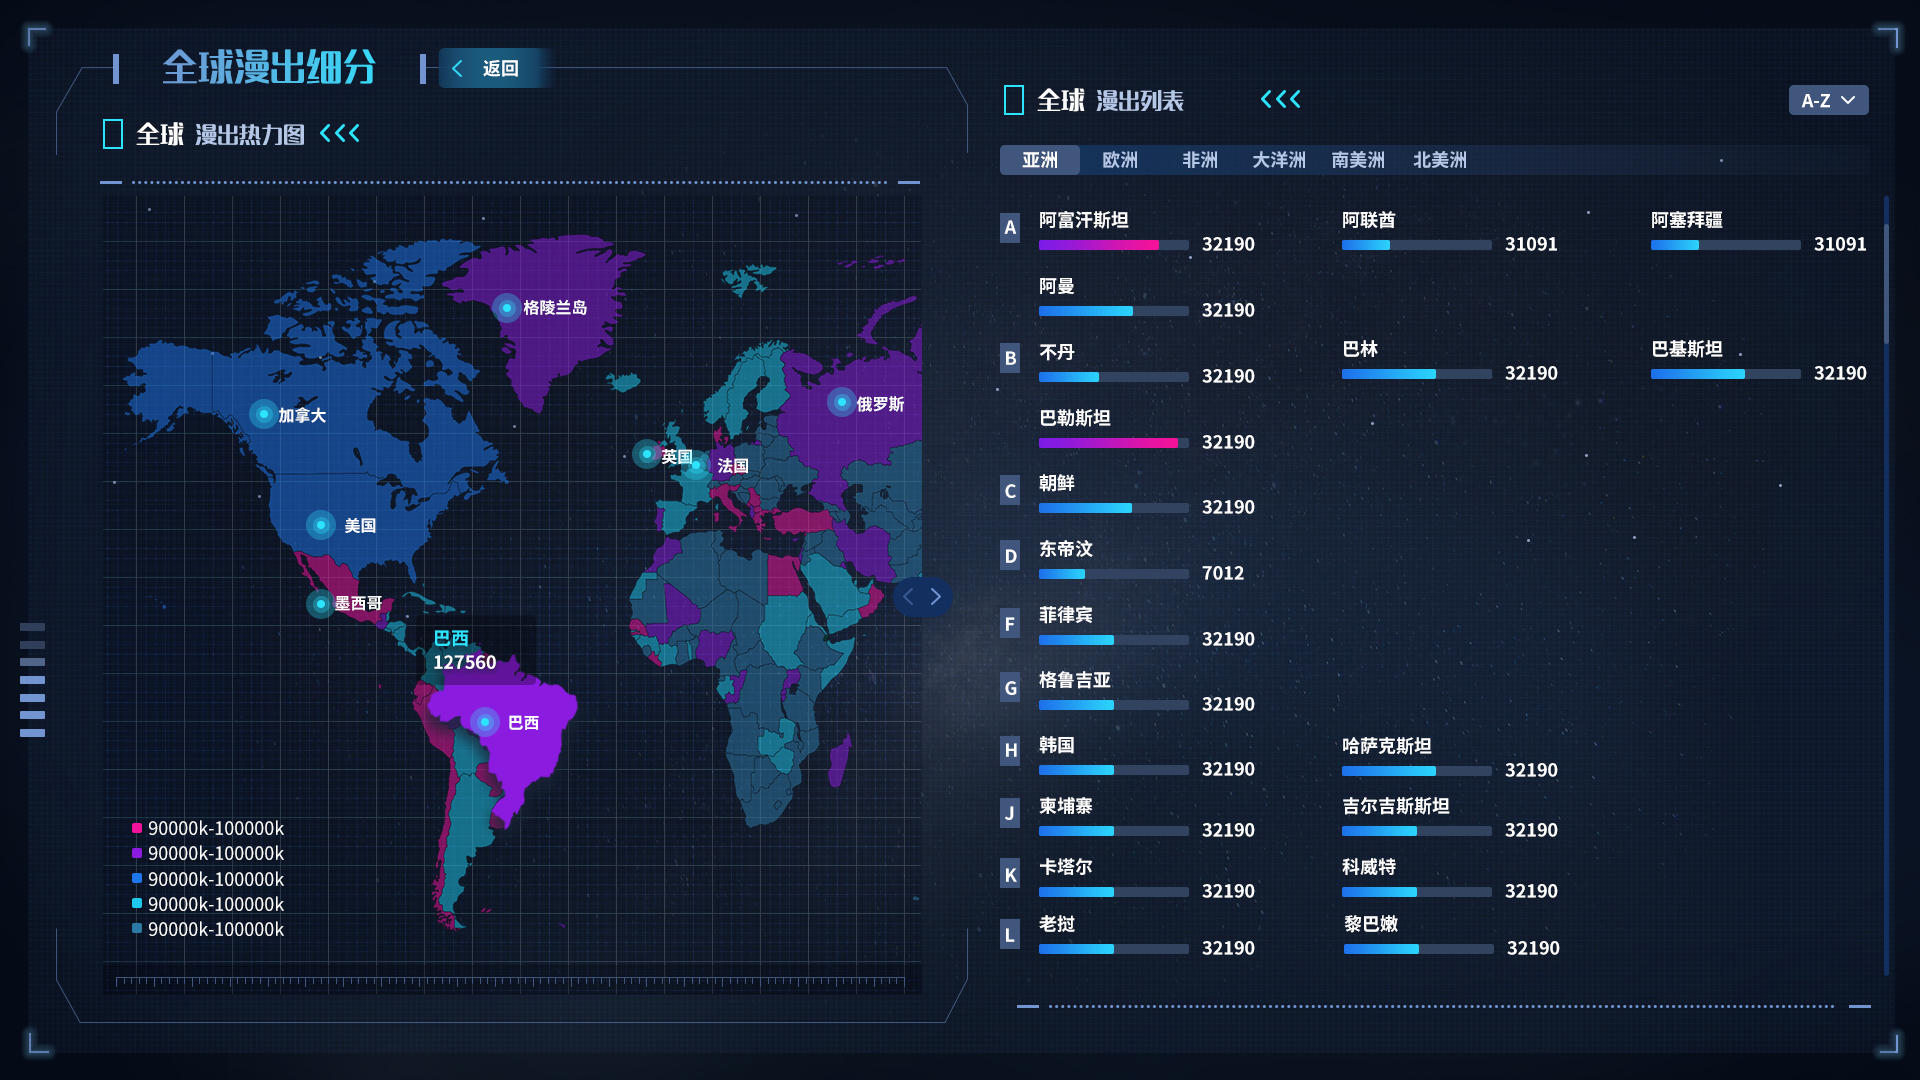 全球漫出细分
返回
全球 漫出热力图
格陵兰岛
加拿大
俄罗斯
英国
法国
美国
墨西哥
巴西
127560
巴西
90000k-100000k
90000k-100000k
90000k-100000k
90000k-100000k
90000k-100000k
全球 漫出列表
A-Z
亚洲 欧洲 非洲 大洋洲 南美洲 北美洲
A 阿富汗斯坦 32190 阿联酋 31091 阿塞拜疆 31091
阿曼 32190
B 不丹 32190 巴林 32190 巴基斯坦 32190
巴勒斯坦 32190
C 朝鲜 32190
D 东帝汶 7012
F 菲律宾 32190
G 格鲁吉亚 32190
H 韩国 32190 哈萨克斯坦 32190
J 柬埔寨 32190 吉尔吉斯斯坦 32190
K 卡塔尔 32190 科威特 32190
L 老挝 32190 黎巴嫩 32190